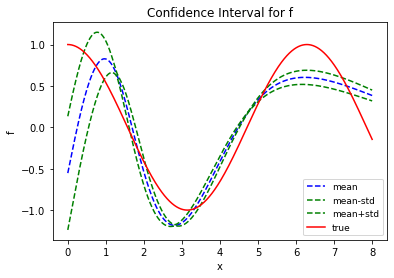 Confidence Interval for f
f
1.0
0.5
0.0
−0.5
−1.0
0 1 2 3 4 5 6 7 8
x
mean
mean-std
mean+std
true